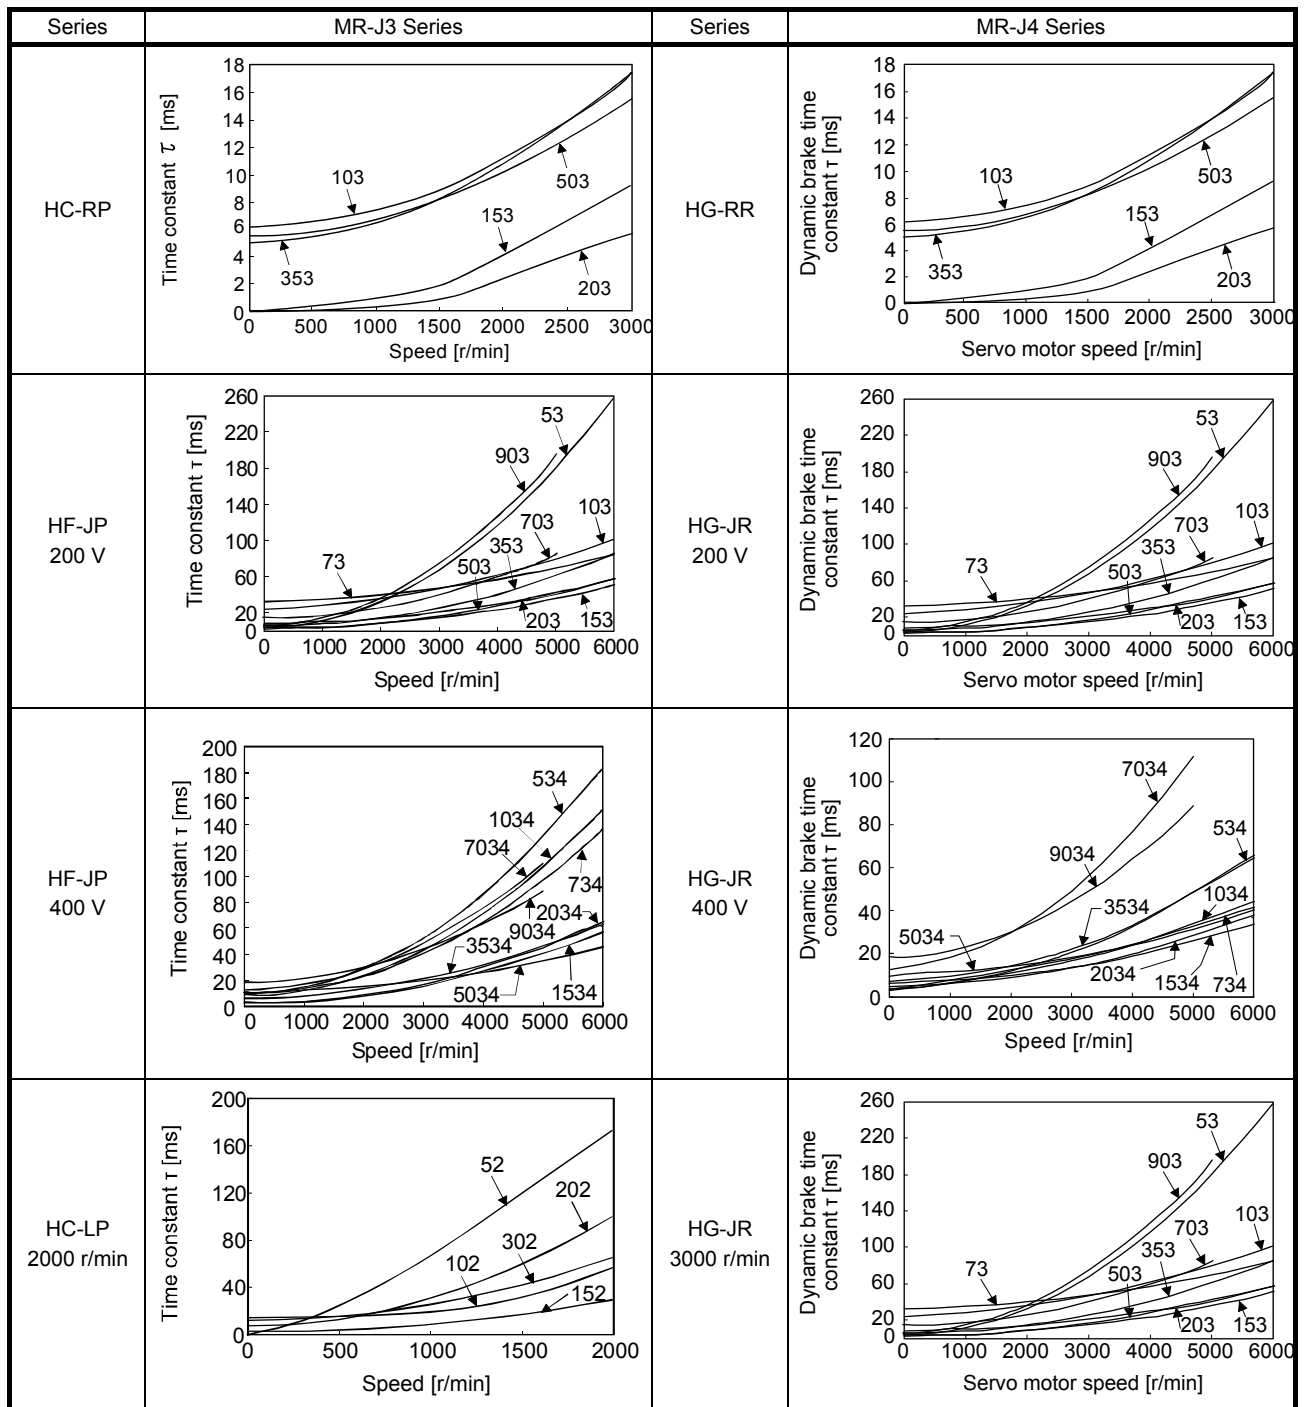 Series MR-J3 Series Series MR-J4 Series
HC-RP
Time constant τ [ms]
18
16
14
12
10
8
6
4
2
0
103
503
153
353
203
0 500 1000 1500 2000 2500 3000
Speed [r/min]
HG-RR
Dynamic brake time
constant τ [ms]
18
16
14
12
10
8
6
4
2
0
103
503
153
353
203
0 500 1000 1500 2000 2500 3000
Servo motor speed [r/min]
HF-JP
200 V
Time constant τ [ms]
260
220
180
140
100
60
20
0
53
903
103
703
353
73
503
203
153
0 1000 2000 3000 4000 5000 6000
Speed [r/min]
HG-JR
200 V
Dynamic brake time
constant τ [ms]
260
220
180
140
100
60
20
0
53
903
103
703
353
73
503
203
153
0 1000 2000 3000 4000 5000 6000
Servo motor speed [r/min]
HF-JP
400 V
Time constant τ [ms]
200
180
160
140
120
100
80
60
40
20
0
534
1034
7034
734
2034
9034
3534
5034
1534
0 1000 2000 3000 4000 5000 6000
Speed [r/min]
HG-JR
400 V
Dynamic brake time
constant τ [ms]
120
100
80
60
40
20
0
7034
534
9034
1034
3534
5034
2034
1534
734
0 1000 2000 3000 4000 5000 6000
Speed [r/min]
HC-LP
2000 r/min
Time constant τ [ms]
200
160
120
80
40
0
52
202
302
102
152
0 500 1000 1500 2000
Speed [r/min]
HG-JR
3000 r/min
Dynamic brake time
constant τ [ms]
260
220
180
140
100
60
20
0
53
903
103
703
353
73
503
203
153
0 1000 2000 3000 4000 5000 6000
Servo motor speed [r/min]